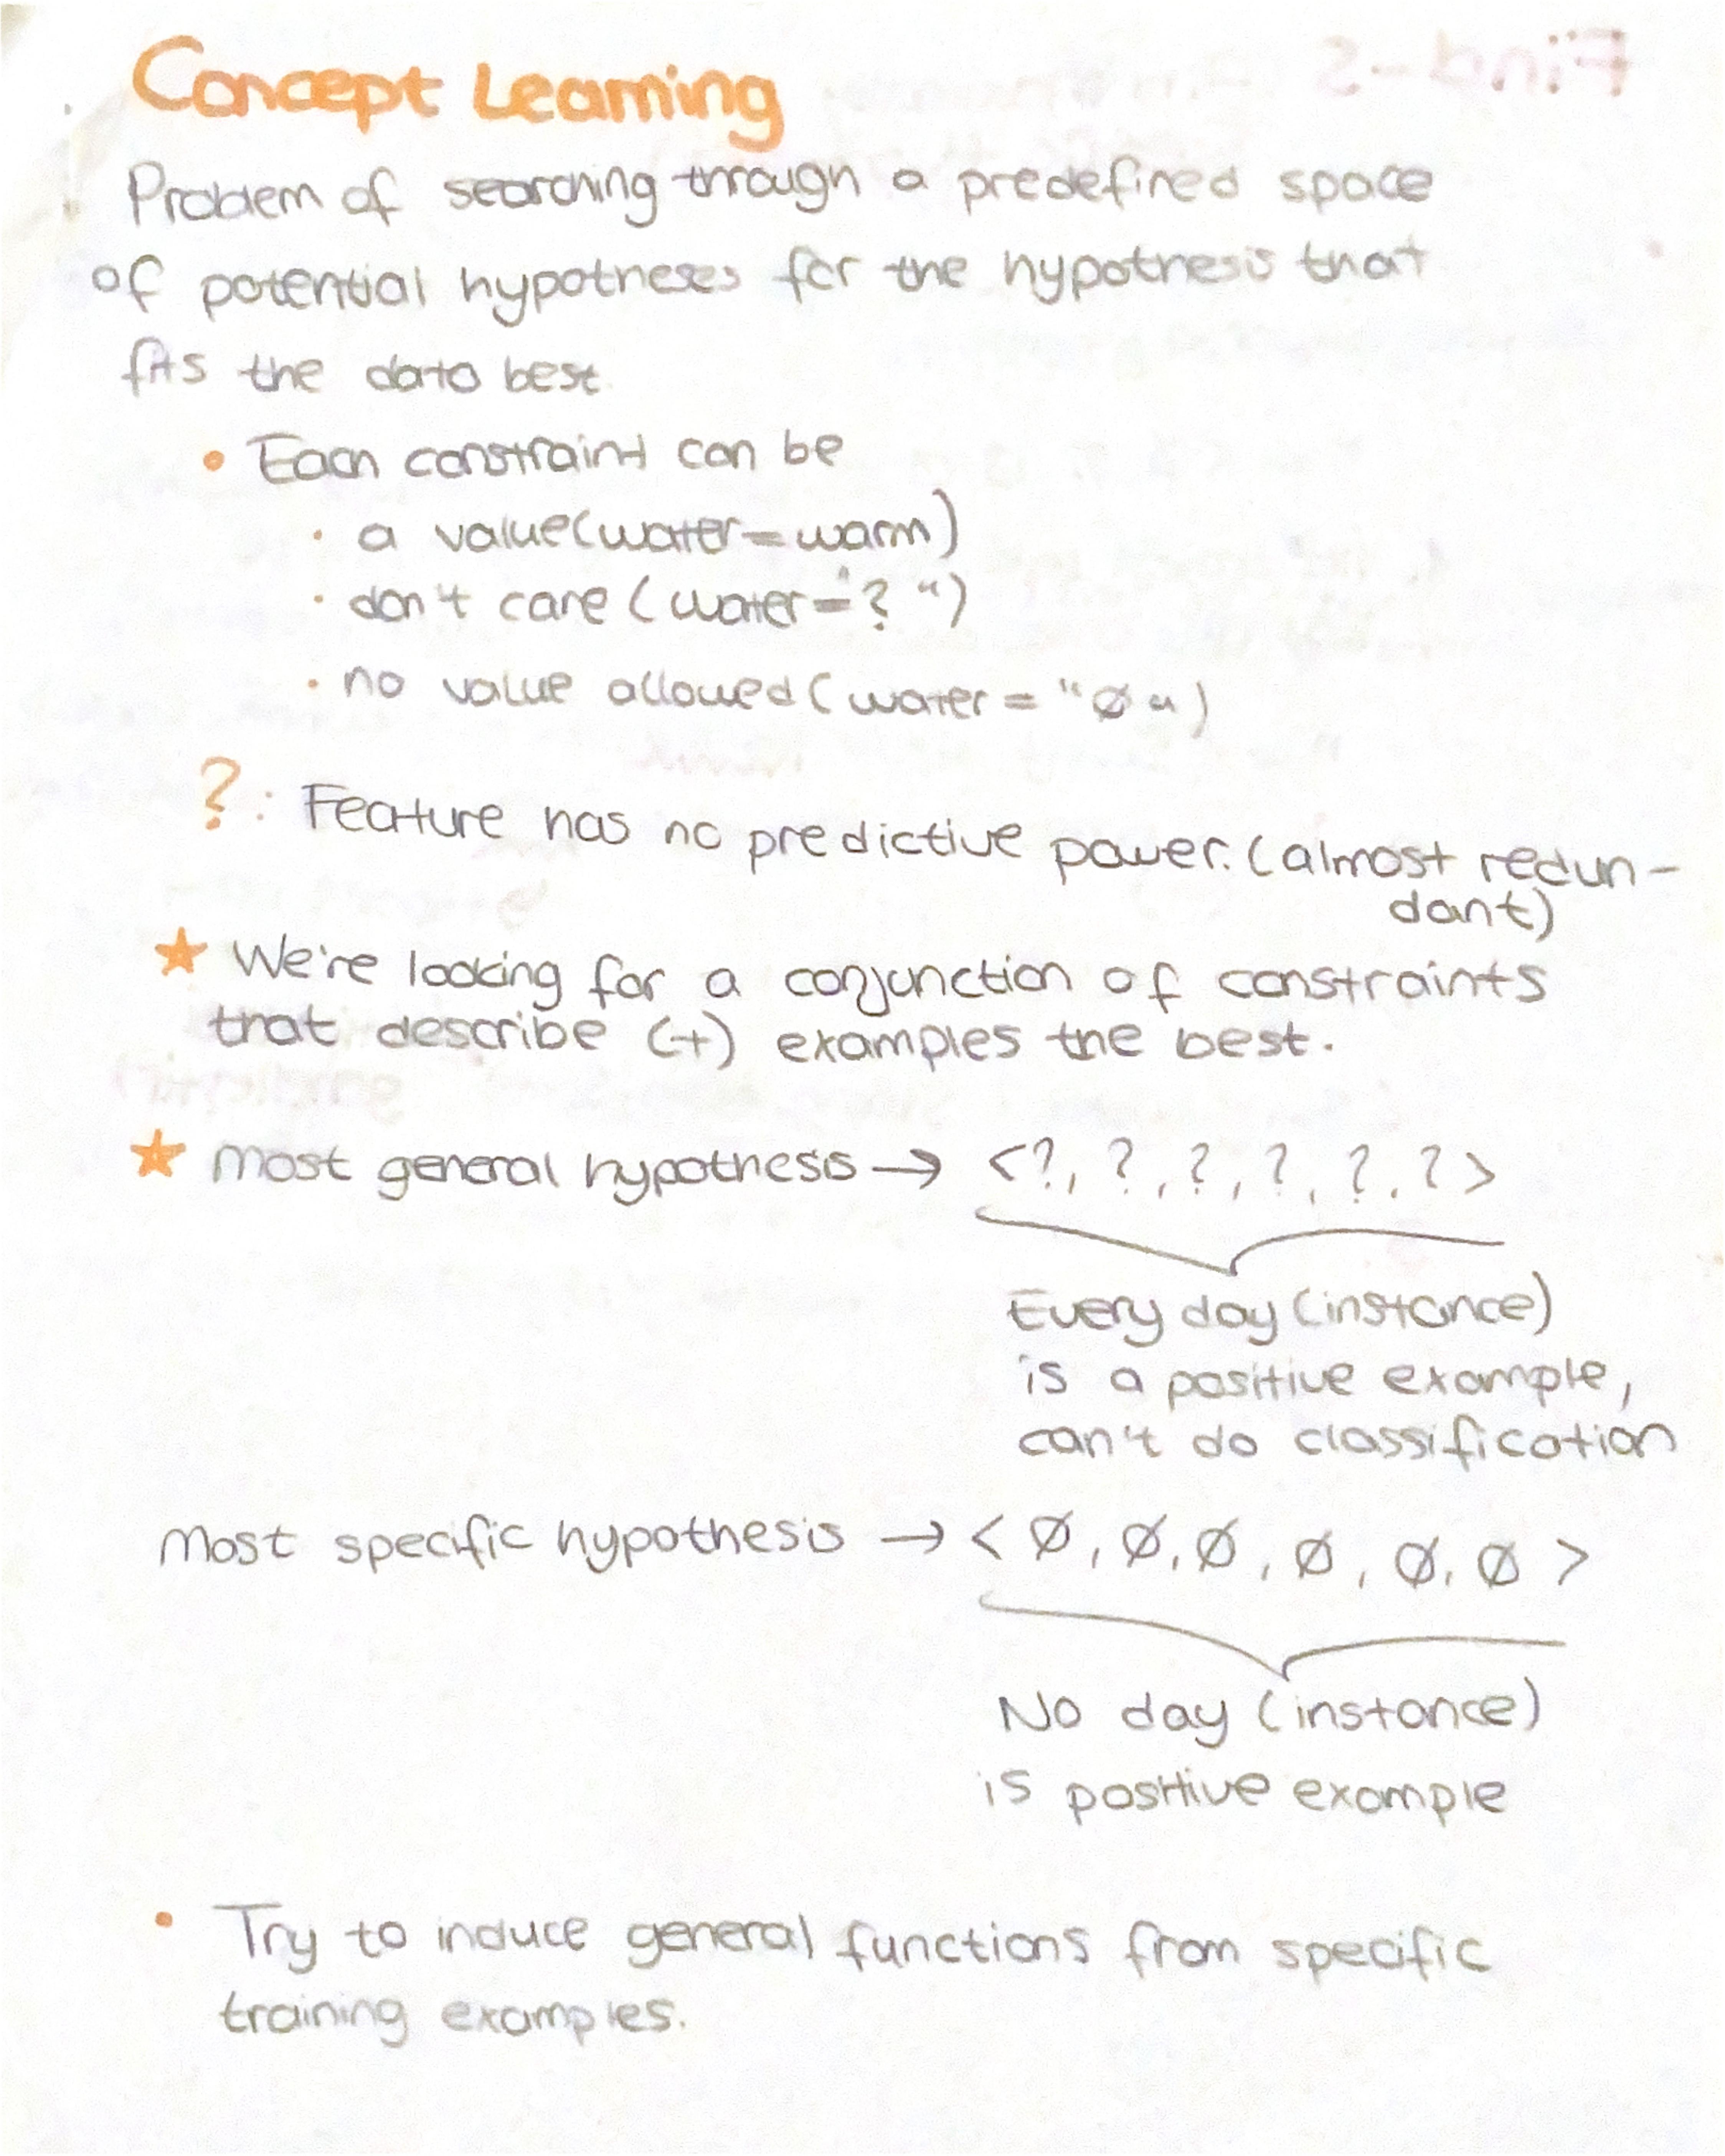 Concept Learning
Problem of searching through a predefined space
of potential hypotheses for the hypothesis that
fits the data best
• Each constraint can be
· a value(water=warm)
· don't care (water="?")
· no value allowed (water = "∅")
?: Feature has no predictive power. (almost redun-
dant)
★ We're looking for a conjunction of constraints
that describe (+) examples the best.
★ Most general hypothesis → <?, ?, ?, ?, ?, ?>
Every day (instance)
is a positive example,
can't do classification
Most specific hypothesis → < ∅, ∅, ∅, ∅, ∅, ∅ >
No day (instance)
is positive example
• Try to induce general functions from specific
training examples.